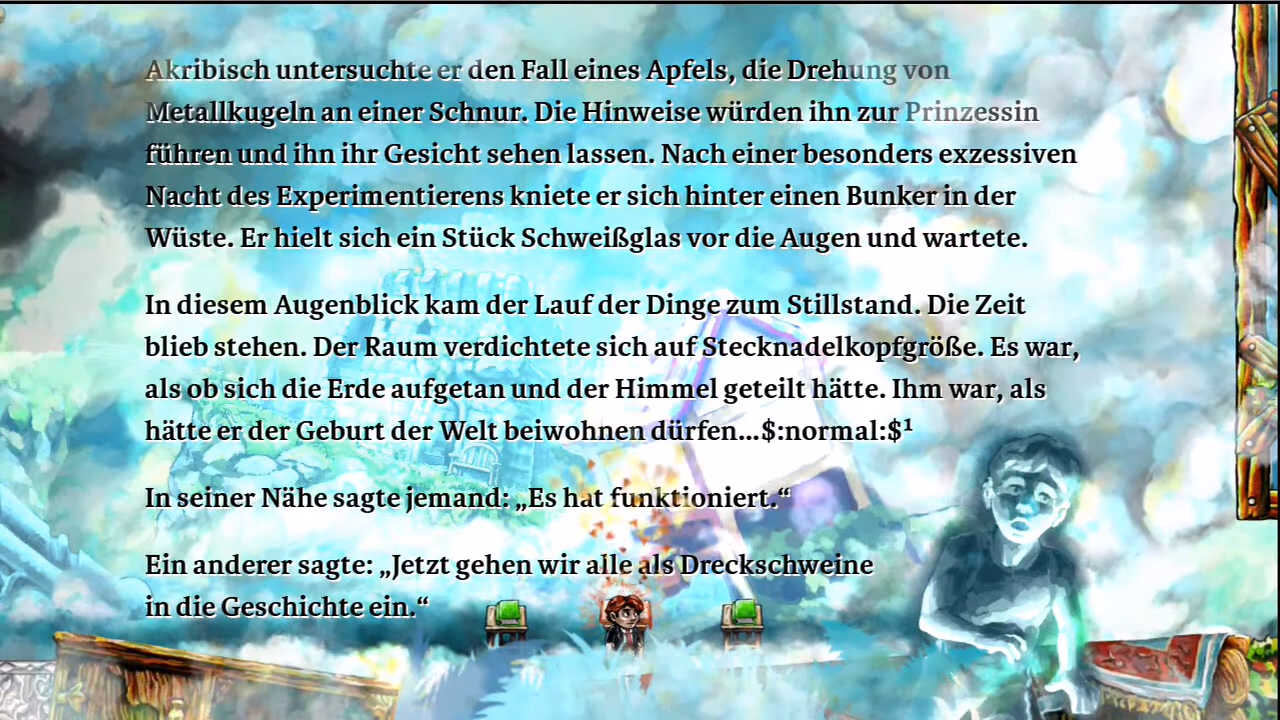 Akribisch untersuchte er den Fall eines Apfels, die Drehung von
Metallkugeln an einer Schnur. Die Hinweise würden ihn zur Prinzessin
führen und ihn ihr Gesicht sehen lassen. Nach einer besonders exzessiven
Nacht des Experimentierens kniete er sich hinter einen Bunker in der
Wüste. Er hielt sich ein Stück Schweißglas vor die Augen und wartete.
In diesem Augenblick kam der Lauf der Dinge zum Stillstand. Die Zeit
blieb stehen. Der Raum verdichtete sich auf Stecknadelkopfgröße. Es war,
als ob sich die Erde aufgetan und der Himmel geteilt hätte. Ihm war, als
hätte er der Geburt der Welt beiwohnen dürfen...$:normal:$¹
In seiner Nähe sagte jemand: „Es hat funktioniert.“
Ein anderer sagte: „Jetzt gehen wir alle als Dreckschweine
in die Geschichte ein.“